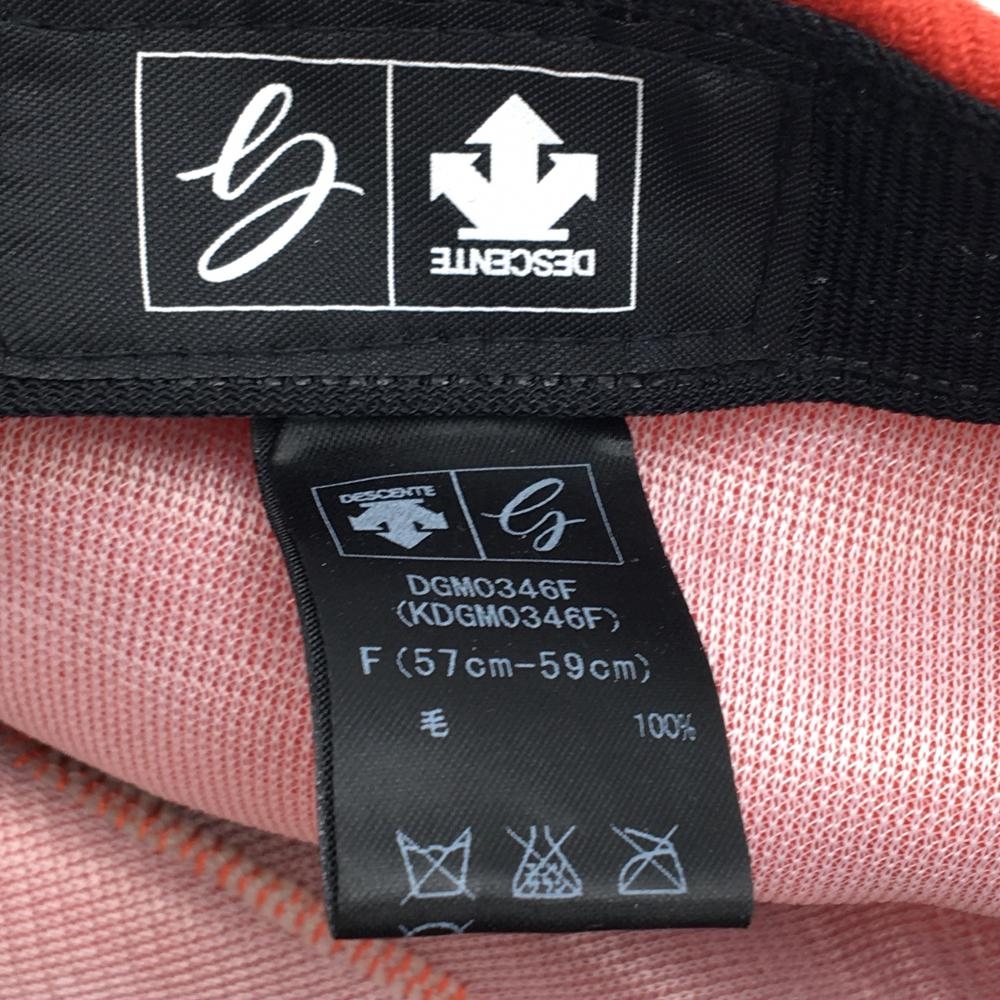 DESCENTE
DESCENTE
DGM0346F
(KDGM0346F)
F(57cm-59cm)
毛 100%